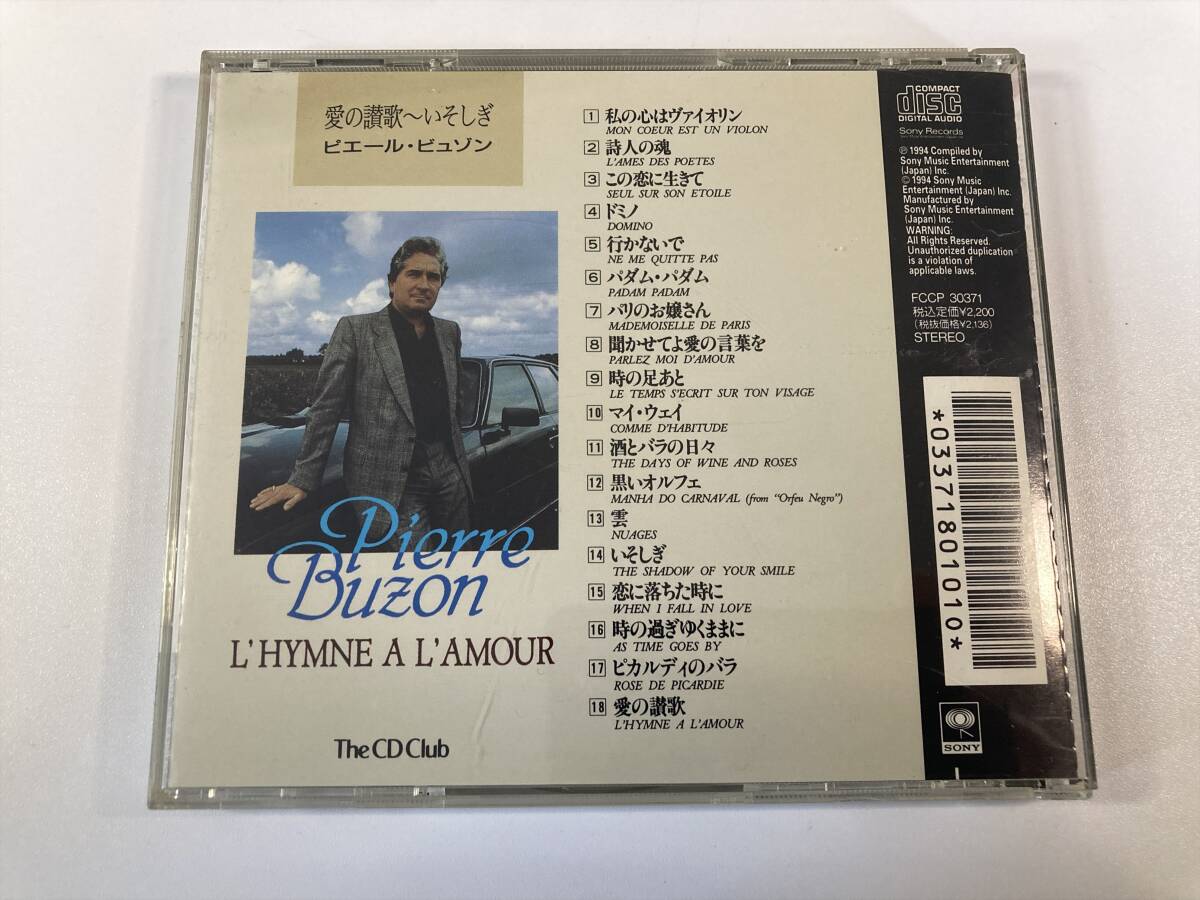 愛の讃歌〜いそしぎ
ピエール・ビュゾン
Pierre
Buzon
L'HYMNE A L'AMOUR
The CD Club
1 私の心はヴァイオリン
MON COEUR EST UN VIOLON
2 詩人の魂
L'AMES DES POETES
3 この恋に生きて
SEUL SUR SON ETOILE
4 ドミノ
DOMINO
5 行かないで
NE ME QUITTE PAS
6 パダム・パダム
PADAM PADAM
7 パリのお嬢さん
MADEMOISELLE DE PARIS
8 聞かせてよ愛の言葉を
PARLEZ MOI D'AMOUR
9 時の足あと
LE TEMPS S'ECRIT SUR TON VISAGE
10 マイ・ウェイ
COMME D'HABITUDE
11 酒とバラの日々
THE DAYS OF WINE AND ROSES
12 黒いオルフェ
MANHA DO CARNAVAL (from "Orfeu Negro")
13 雲
NUAGES
14 いそしぎ
THE SHADOW OF YOUR SMILE
15 恋に落ちた時に
WHEN I FALL IN LOVE
16 時の過ぎゆくままに
AS TIME GOES BY
17 ピカルディのバラ
ROSE DE PICARDIE
18 愛の讃歌
L'HYMNE A L'AMOUR
COMPACT
disc
DIGITAL AUDIO
Sony Records
℗ 1994 Compiled by
Sony Music Entertainment
(Japan) Inc.
© 1994 Sony Music
Entertainment (Japan) Inc.
Manufactured by
Sony Music Entertainment
(Japan) Inc.
WARNING:
All Rights Reserved.
Unauthorized duplication
is a violation of
applicable laws.
FCCP 30371
税込定価¥2,200
(税抜価格¥2,136)
STEREO
*0337180101​0*
SONY